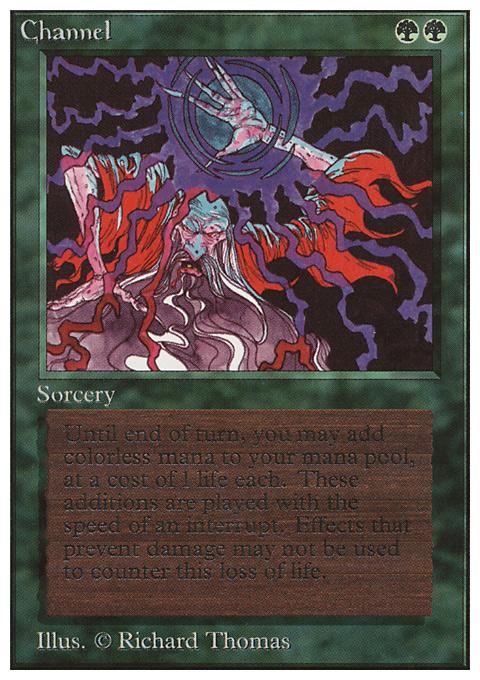 Channel
Sorcery
Until end of turn, you may add
colorless mana to your mana pool,
at a cost of 1 life each. These
additions are played with the
speed of an interrupt. Effects that
prevent damage may not be used
to counter this loss of life.
Illus. © Richard Thomas